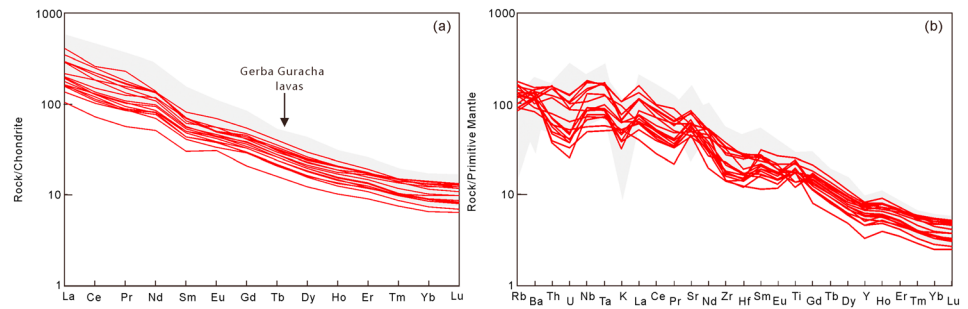 1000
(a)
Gerba Guracha
lavas
100
10
1
Rock/Chondrite
La Ce Pr Nd Sm Eu Gd Tb Dy Ho Er Tm Yb Lu
1000
(b)
100
10
1
Rock/Primitive Mantle
Rb Ba Th U Nb Ta K La Ce Pr Sr Nd Zr Hf Sm Eu Ti Gd Tb Dy Y Ho Er Tm Yb Lu